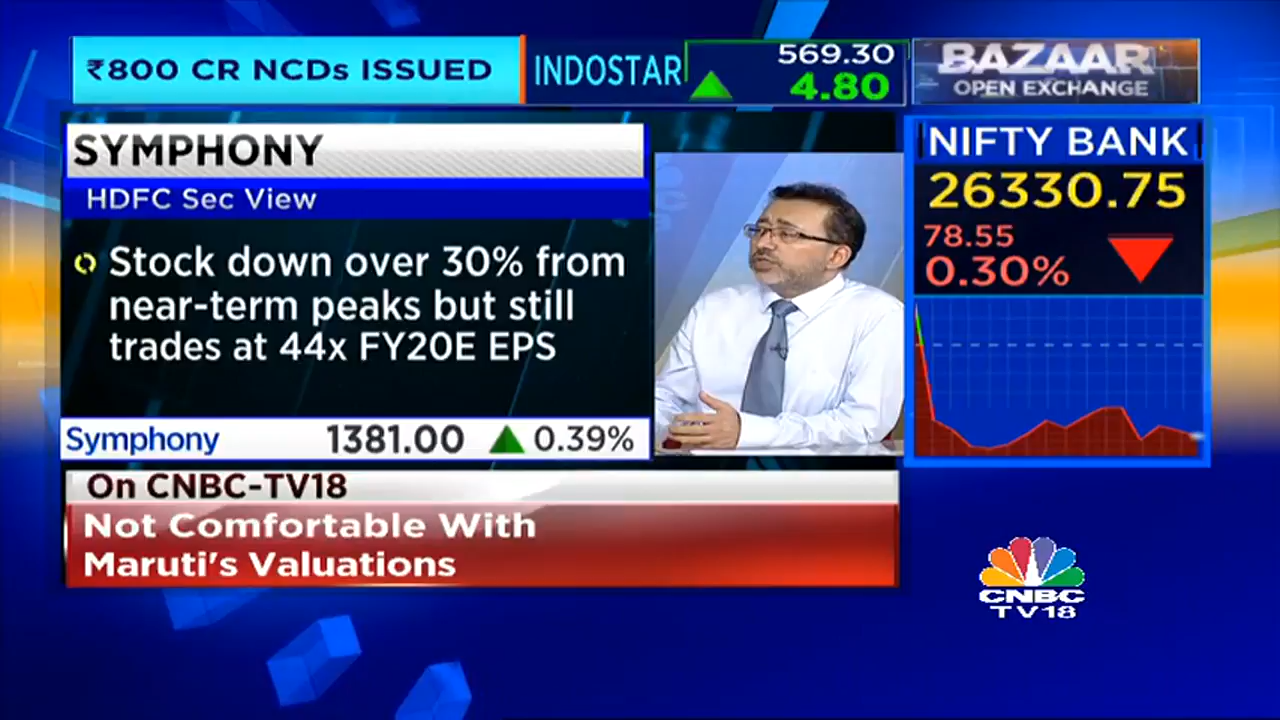 ₹800 CR NCDs ISSUED
INDOSTAR
569.30
4.80
BAZAAR
OPEN EXCHANGE
SYMPHONY
HDFC Sec View
Stock down over 30% from
near-term peaks but still
trades at 44x FY20E EPS
Symphony 1381.00 0.39%
NIFTY BANK
26330.75
78.55
0.30%
On CNBC-TV18
Not Comfortable With
Maruti's Valuations
CNBC
TV18